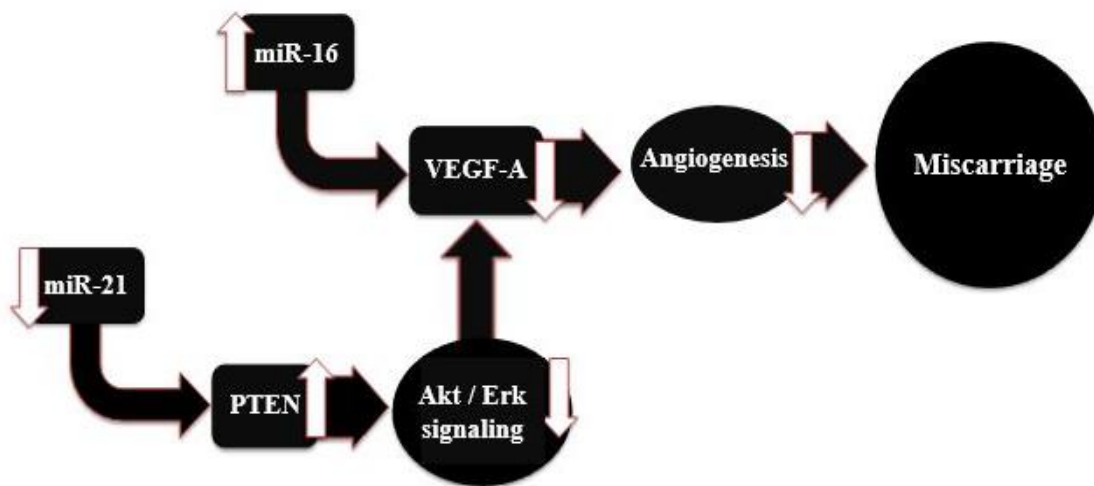 miR-16
VEGF-A
Angiogenesis
Miscarriage
miR-21
PTEN
Akt / Erk
signaling